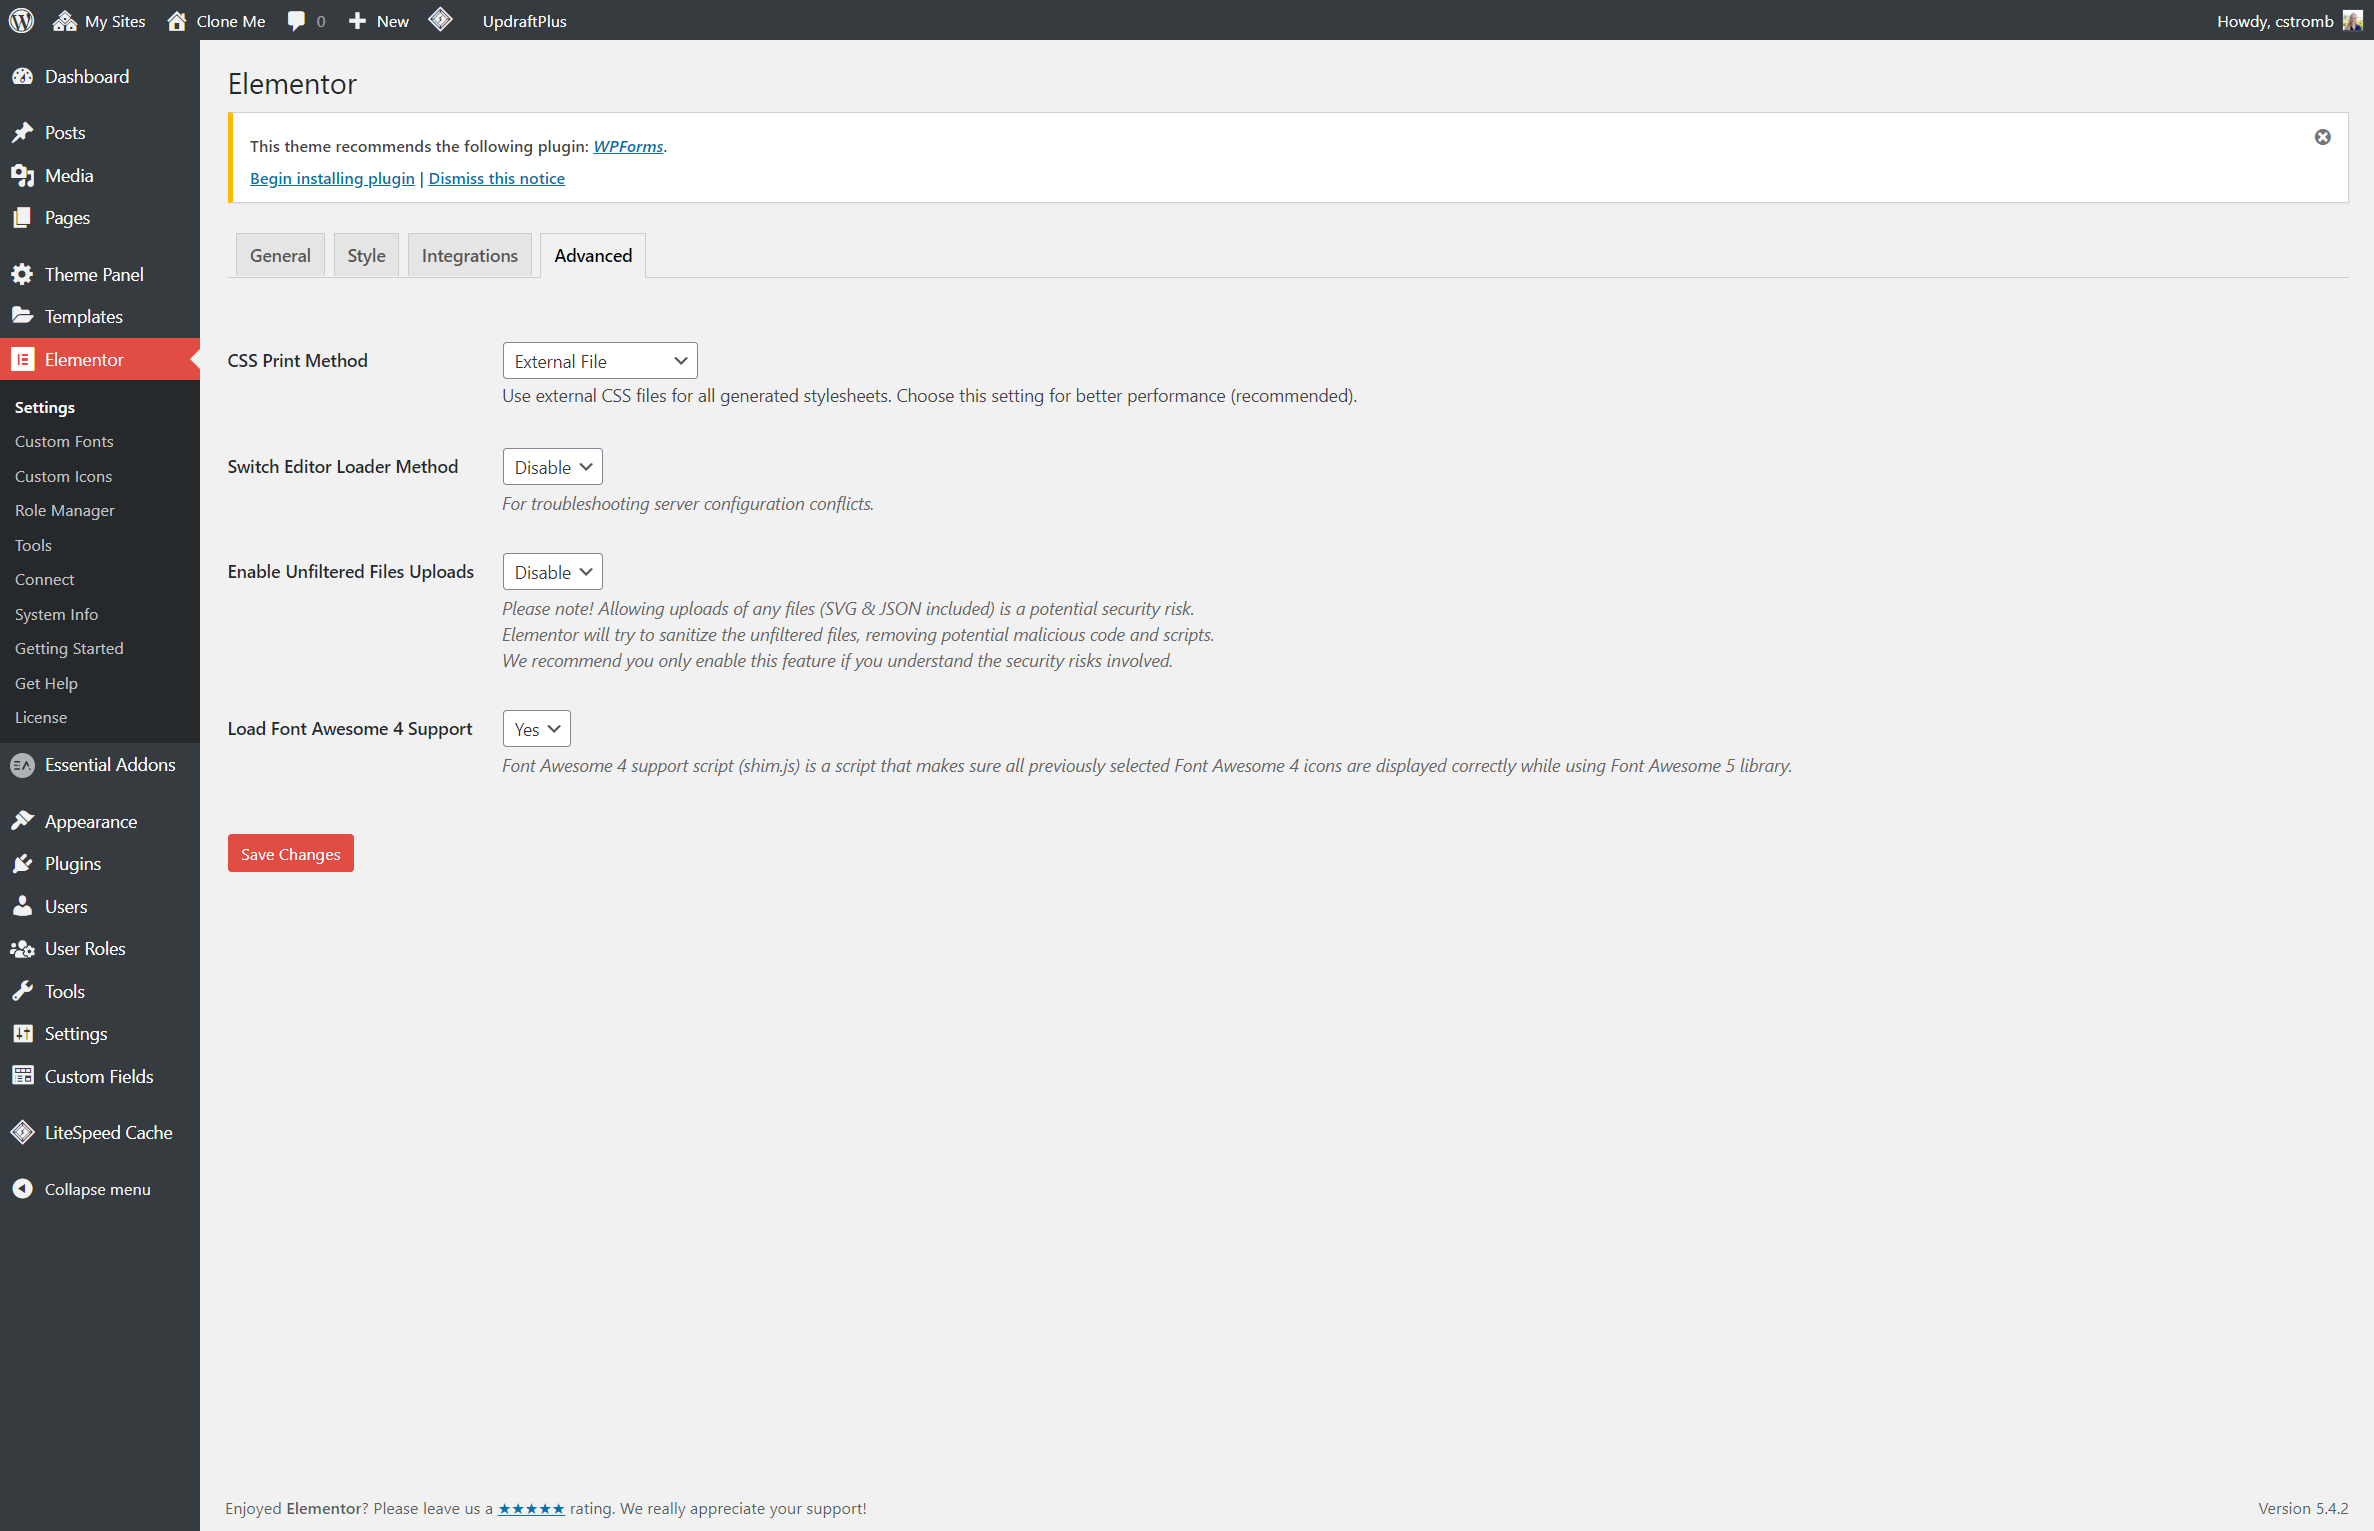 My Sites
Clone Me
0
New
UpdraftPlus
Howdy, cstromb
Dashboard
Posts
Media
Pages
Theme Panel
Templates
Elementor
Settings
Custom Fonts
Custom Icons
Role Manager
Tools
Connect
System Info
Getting Started
Get Help
License
Essential Addons
Appearance
Plugins
Users
User Roles
Tools
Settings
Custom Fields
LiteSpeed Cache
Collapse menu
Elementor
This theme recommends the following plugin: WPForms.
Begin installing plugin | Dismiss this notice
General
Style
Integrations
Advanced
CSS Print Method
External File
Use external CSS files for all generated stylesheets. Choose this setting for better performance (recommended).
Switch Editor Loader Method
Disable
For troubleshooting server configuration conflicts.
Enable Unfiltered Files Uploads
Disable
Please note! Allowing uploads of any files (SVG & JSON included) is a potential security risk.
Elementor will try to sanitize the unfiltered files, removing potential malicious code and scripts.
We recommend you only enable this feature if you understand the security risks involved.
Load Font Awesome 4 Support
Yes
Font Awesome 4 support script (shim.js) is a script that makes sure all previously selected Font Awesome 4 icons are displayed correctly while using Font Awesome 5 library.
Save Changes
Enjoyed Elementor? Please leave us a ★★★★★ rating. We really appreciate your support!
Version 5.4.2